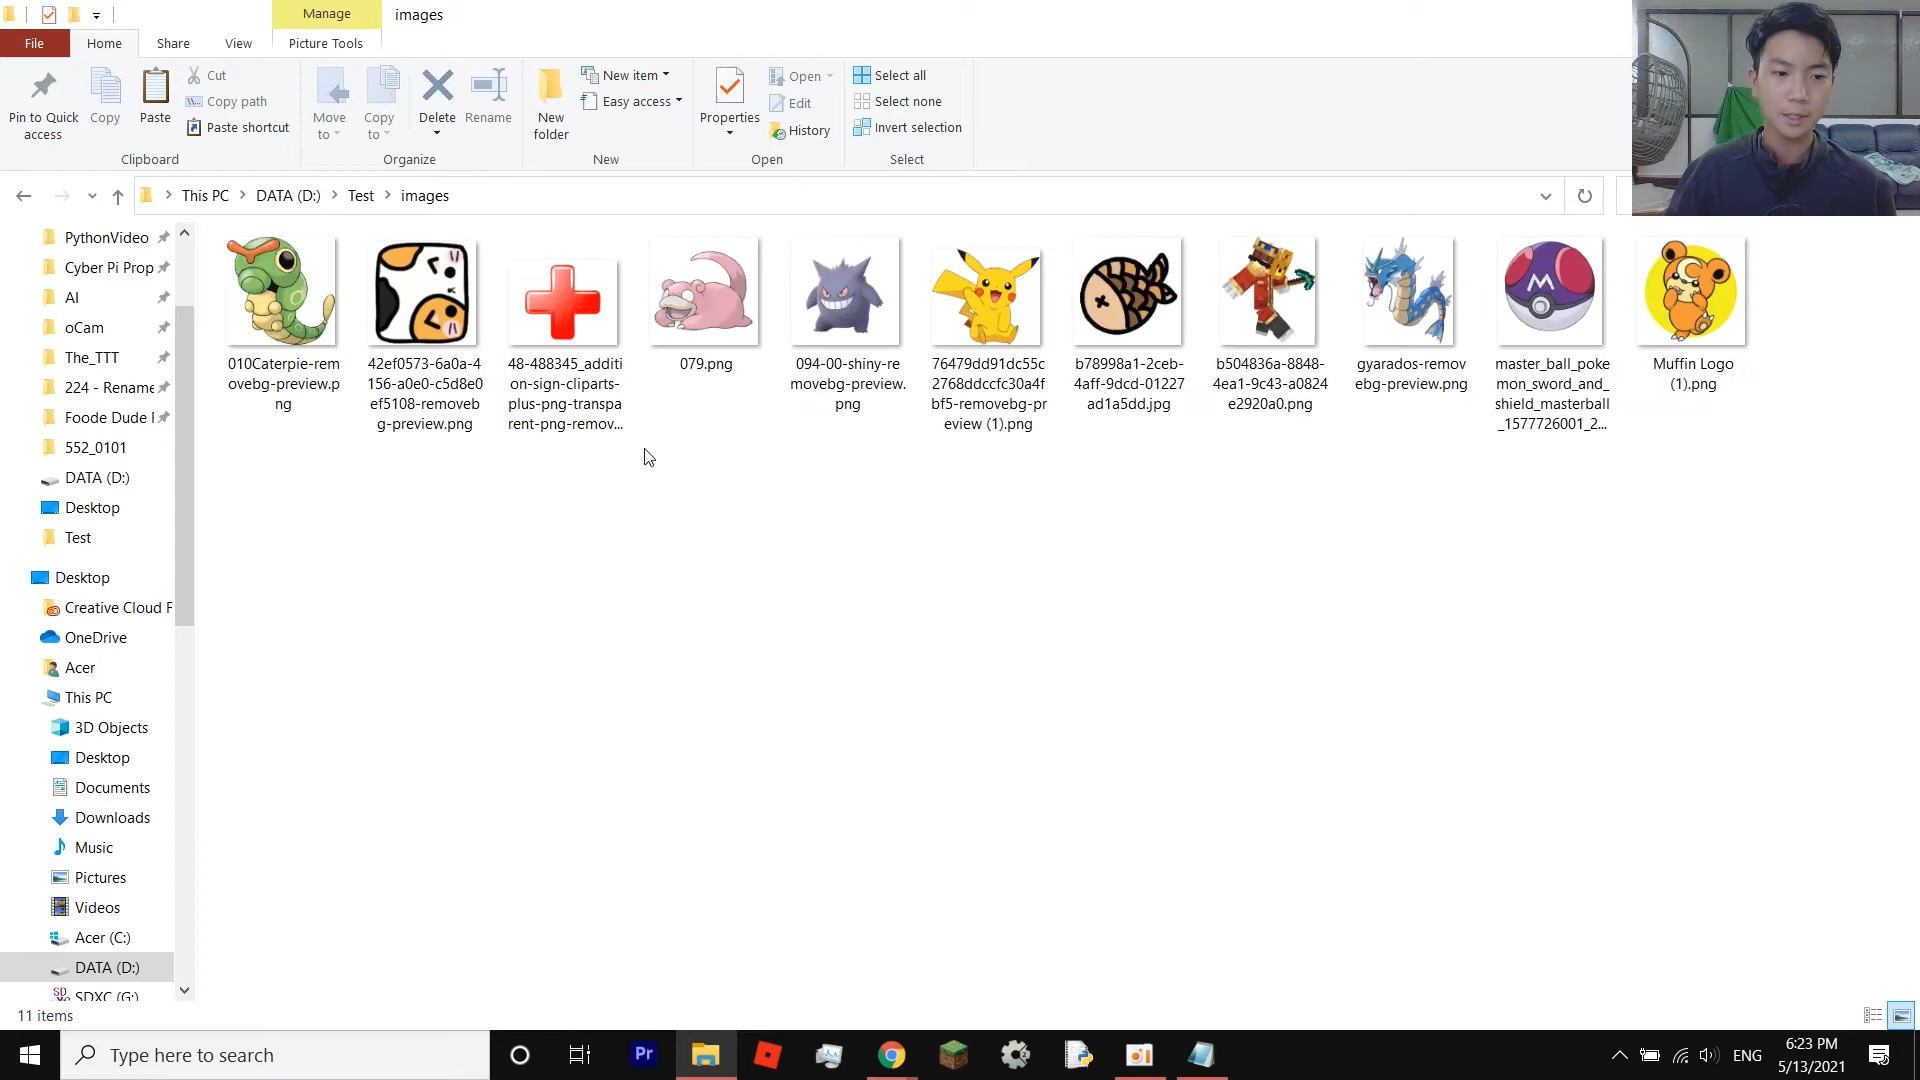 Manage
images
File
Home
Share
View
Picture Tools
Pin to Quick access
Copy
Paste
Cut
Copy path
Paste shortcut
Clipboard
Move to
Copy to
Delete
Rename
Organize
New folder
New item
Easy access
New
Properties
Open
Edit
History
Open
Select all
Select none
Invert selection
Select
This PC
DATA (D:)
Test
images
PythonVideo
Cyber Pi Prop
AI
oCam
The_TTT
224 - Rename
Foode Dude
552_0101
DATA (D:)
Desktop
Test
Desktop
Creative Cloud F
OneDrive
Acer
This PC
3D Objects
Desktop
Documents
Downloads
Music
Pictures
Videos
Acer (C:)
DATA (D:)
SDXC (G:)
010Caterpie-rem
ovebg-preview.p
ng
42ef0573-6a0a-4
156-a0e0-c5d8e0
ef5108-removeb
g-preview.png
48-488345_additi
on-sign-cliparts-
plus-png-transpa
rent-png-remov...
079.png
094-00-shiny-re
movebg-preview.
png
76479dd91dc55c
2768ddccfc30a4f
bf5-removebg-pr
eview (1).png
b78998a1-2ceb-
4aff-9dcd-01227
ad1a5dd.jpg
b504836a-8848-
4ea1-9c43-a0824
e2920a0.png
gyarados-remov
ebg-preview.png
M
master_ball_poke
mon_sword_and_
shield_masterball
_1577726001_2...
Muffin Logo
(1).png
11 items
Type here to search
Pr
ENG
6:23 PM
5/13/2021